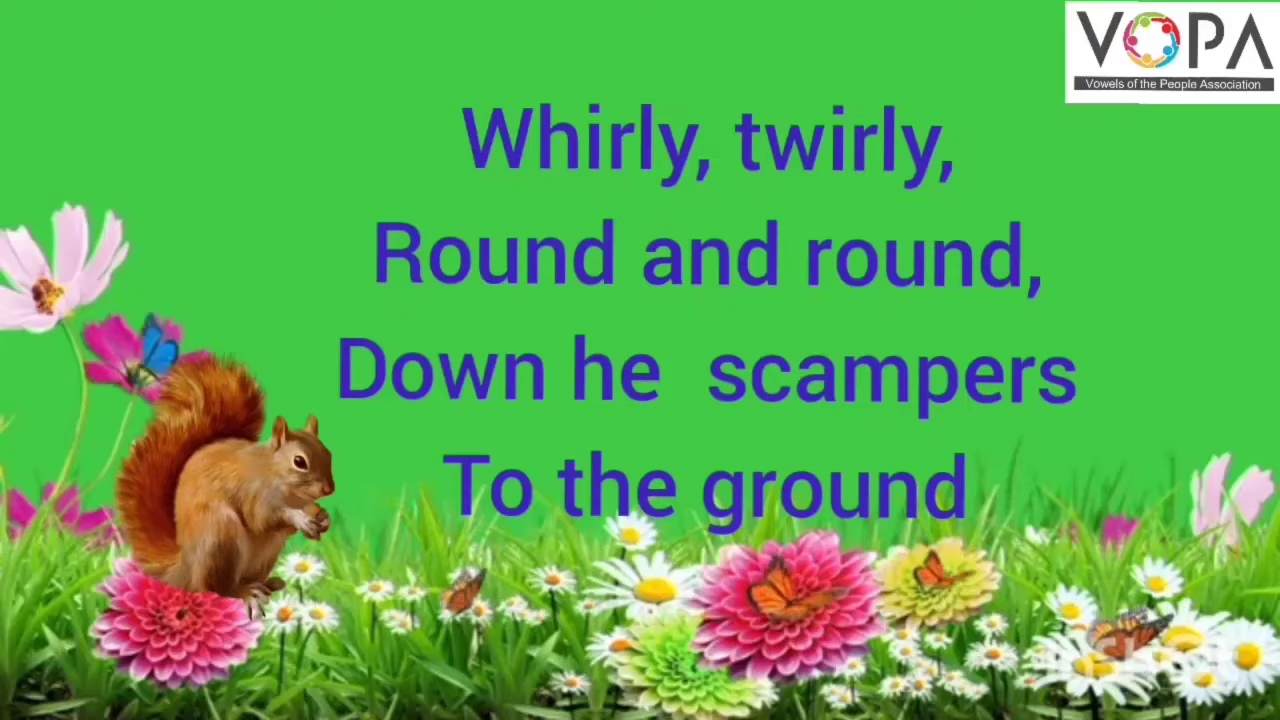 VOPA
Vowels of the People Association
Whirly, twirly,
Round and round,
Down he scampers
To the ground